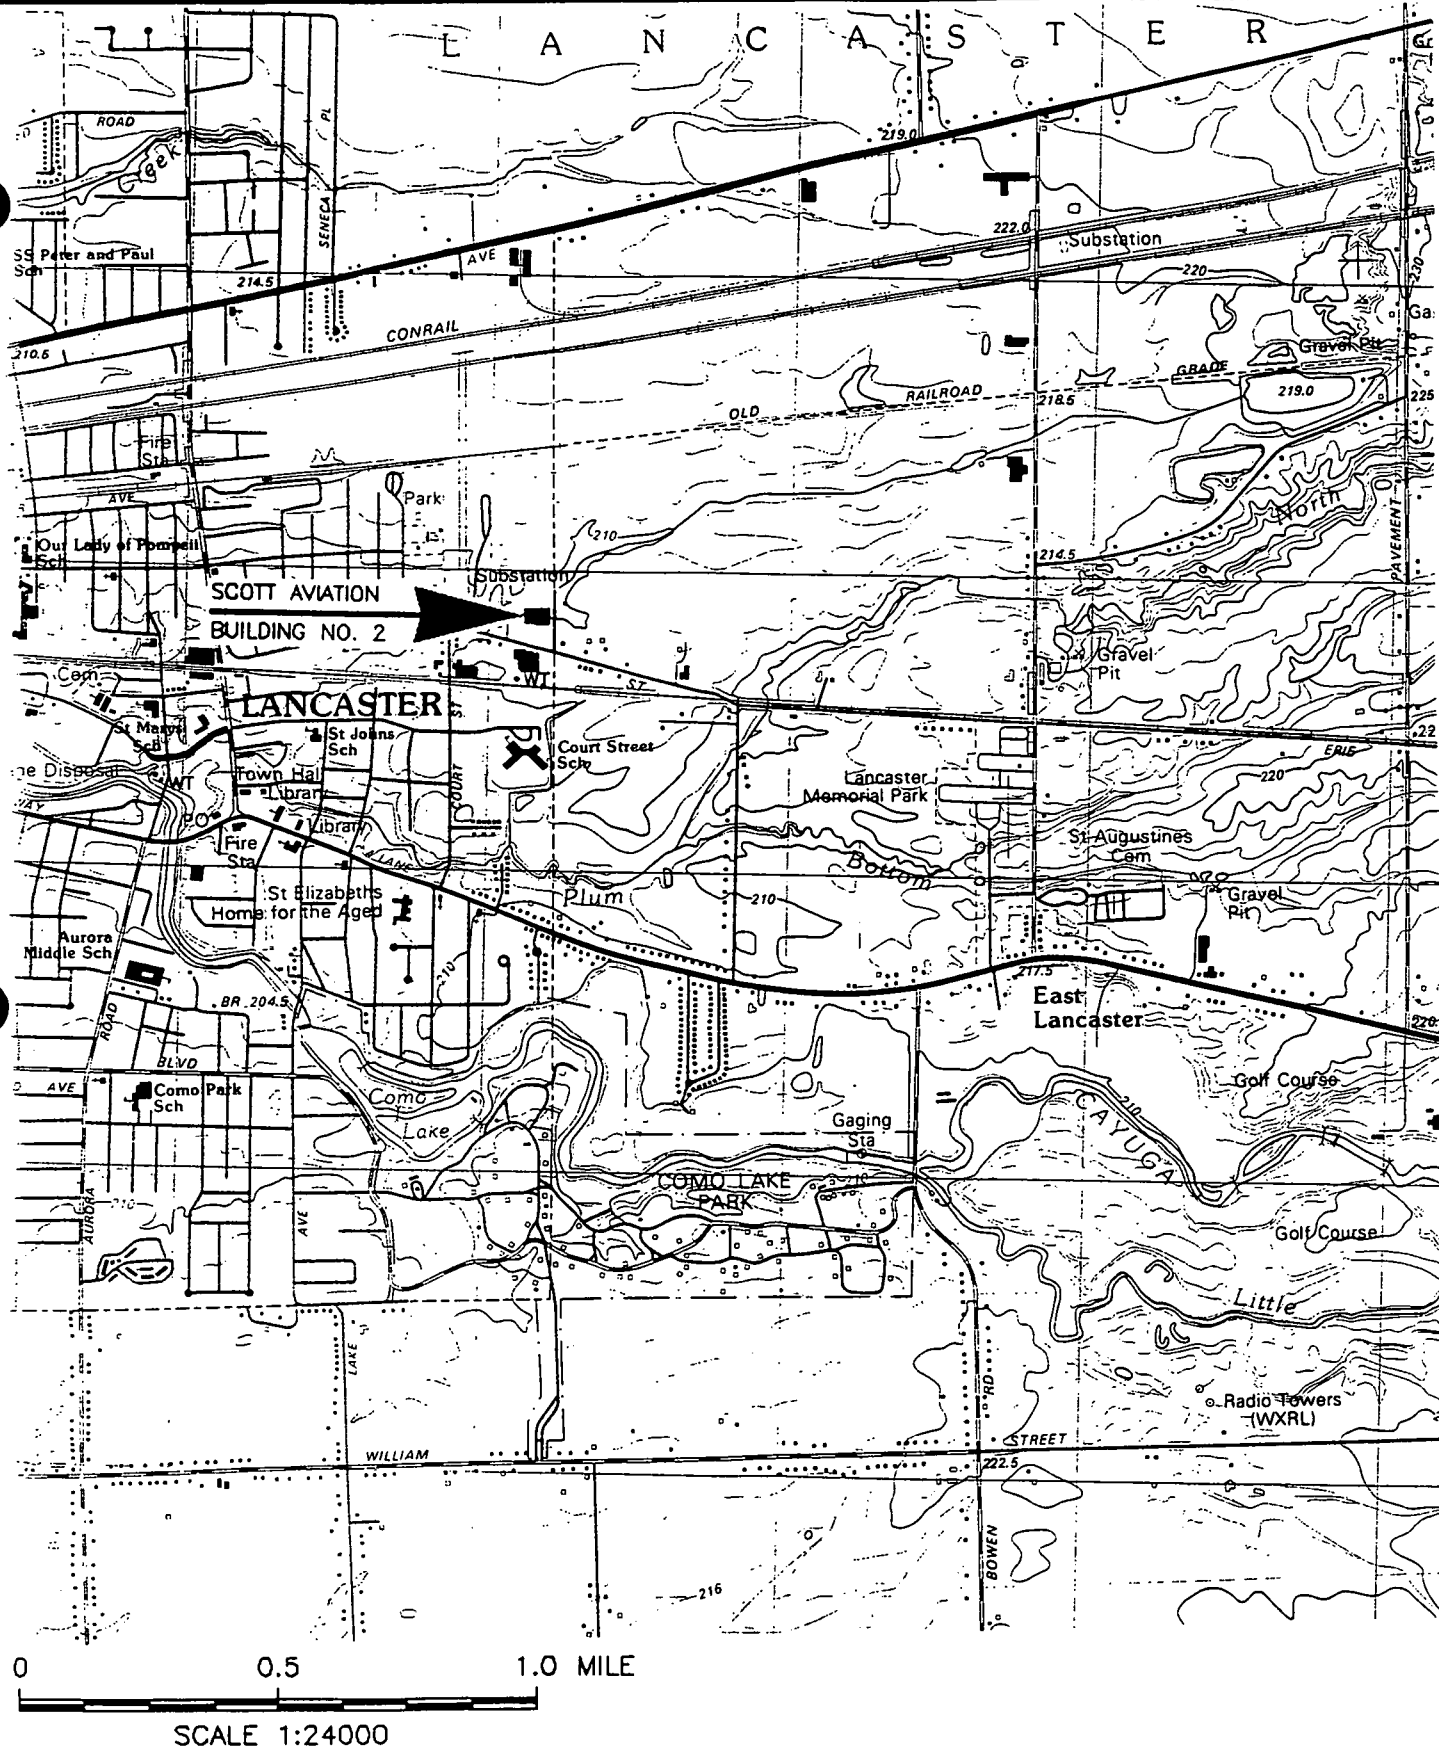 L A N C A S T E R
ROAD
Creek
SENECA PL
219.0
SS Peter and Paul
Sch
214.5
AVE
222.0
Substation
220
230
210.5
CONRAIL
Gravel Pit
OLD RAILROAD GRADE
219.0
218.5
225
Fire
Sta
AVE
Park
North
210
PAVEMENT
Our Lady of Pompeii
Sch
214.5
Substation
SCOTT AVIATION
BUILDING NO. 2
Gravel
Pit
Cem
WT
ST
LANCASTER
St Marys
Sch
St Johns
Sch
COURT ST
Court Street
Sch
ERIE
220
Disposal
WT
Town Hall
Library
Lancaster
Memorial Park
PO
Library
Fire
Sta
St Augustines
Cem
LANE
Plum Bottom
St Elizabeths
Home for the Aged
210
Gravel
Pit
Aurora
Middle Sch
210
217.5
East
Lancaster
BR 204.5
ROAD
220
BLVD
AVE
Como Park
Sch
Como
Lake
Golf Course
210
CAYUGA
Gaging
Sta
COMO LAKE
PARK
AURORA
AVE
Golf Course
Little
LAKE
RD
Radio Towers
(WXRL)
WILLIAM STREET
222.5
BOWEN
216
0 0.5 1.0 MILE
SCALE 1:24000